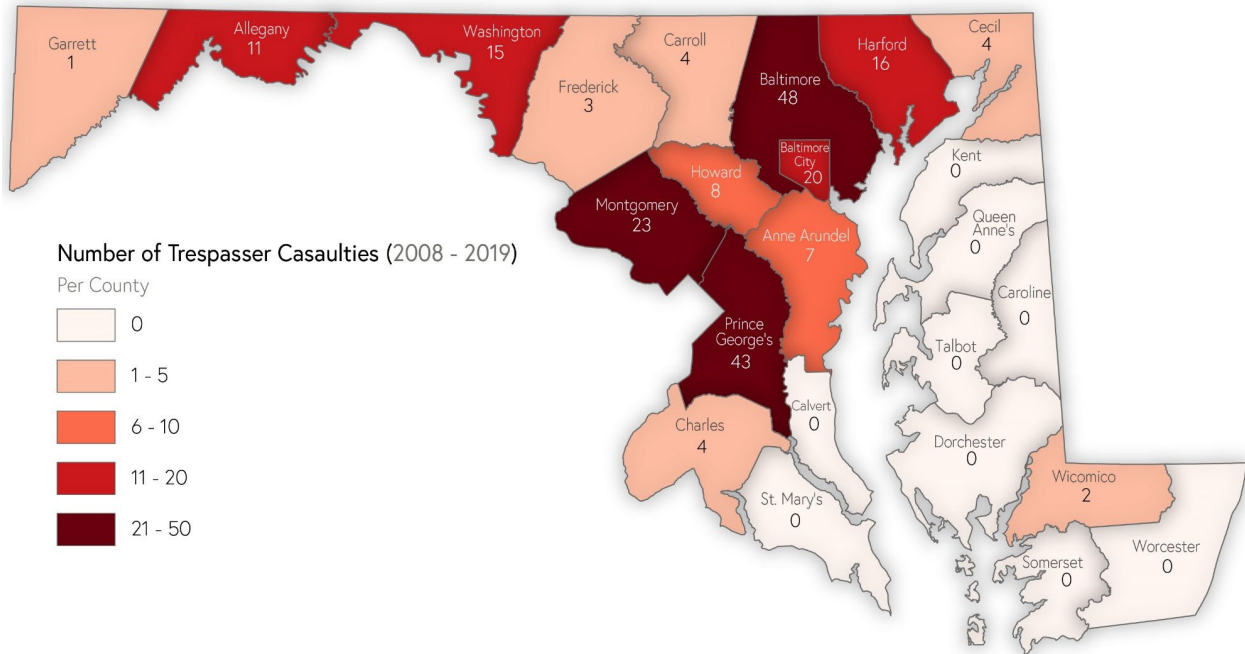 Garrett
1
Allegany
11
Washington
15
Frederick
3
Carroll
4
Baltimore
48
Baltimore
City
20
Harford
16
Cecil
4
Kent
0
Queen
Anne's
0
Caroline
0
Talbot
0
Howard
8
Montgomery
23
Anne Arundel
7
Prince
George's
43
Calvert
0
Charles
4
St. Mary's
0
Dorchester
0
Wicomico
2
Somerset
0
Worcester
0
Number of Trespasser Casaulties (2008 - 2019)
Per County
0
1 - 5
6 - 10
11 - 20
21 - 50